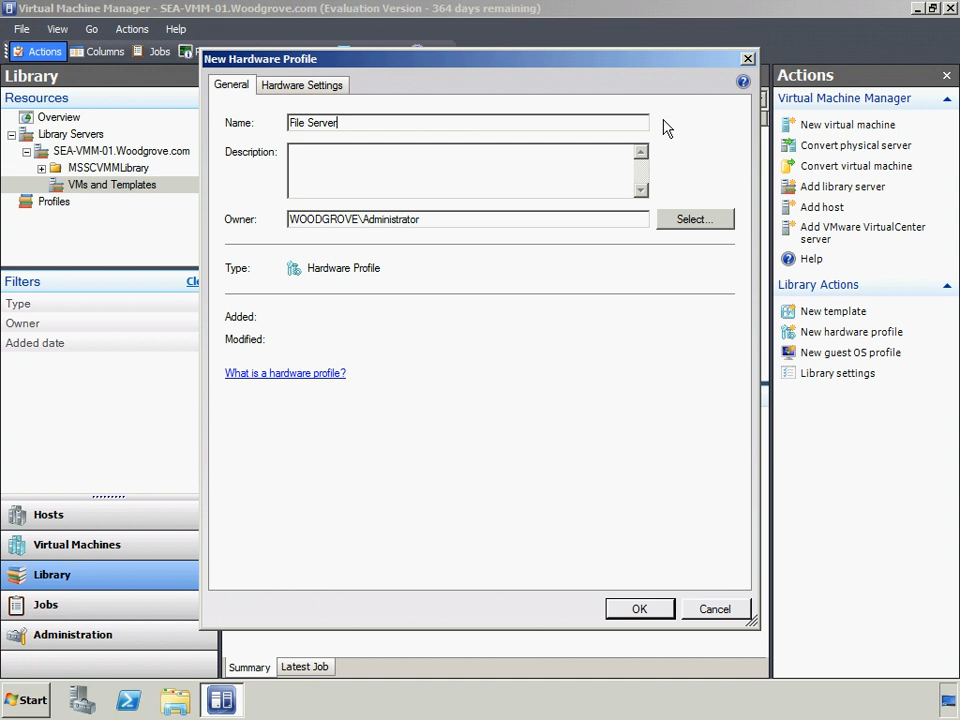 Virtual Machine Manager - SEA-VMM-01.Woodgrove.com (Evaluation Version - 364 days remaining)
File View Go Actions Help
Actions Columns Jobs
Library
Resources
Overview
Library Servers
SEA-VMM-01.Woodgrove.com
MSSCVMMLibrary
VMs and Templates
Profiles
Filters
Type
Owner
Added date
Hosts
Virtual Machines
Library
Jobs
Administration
New Hardware Profile
General Hardware Settings
Name: File Server
Description:
Owner: WOODGROVE\Administrator Select...
Type: Hardware Profile
Added:
Modified:
What is a hardware profile?
OK Cancel
Summary Latest Job
Actions
Virtual Machine Manager
New virtual machine
Convert physical server
Convert virtual machine
Add library server
Add host
Add VMware VirtualCenter
server
Help
Library Actions
New template
New hardware profile
New guest OS profile
Library settings
Start